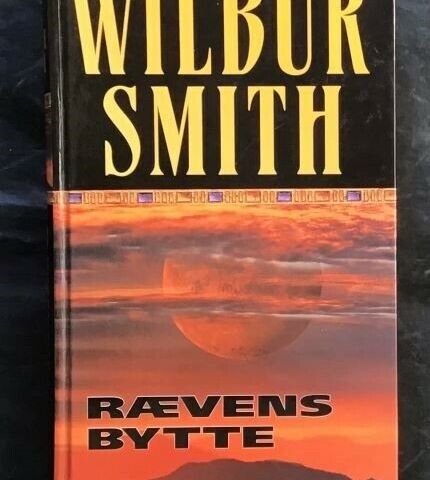 WILBUR
SMITH
RÆVENS
BYTTE